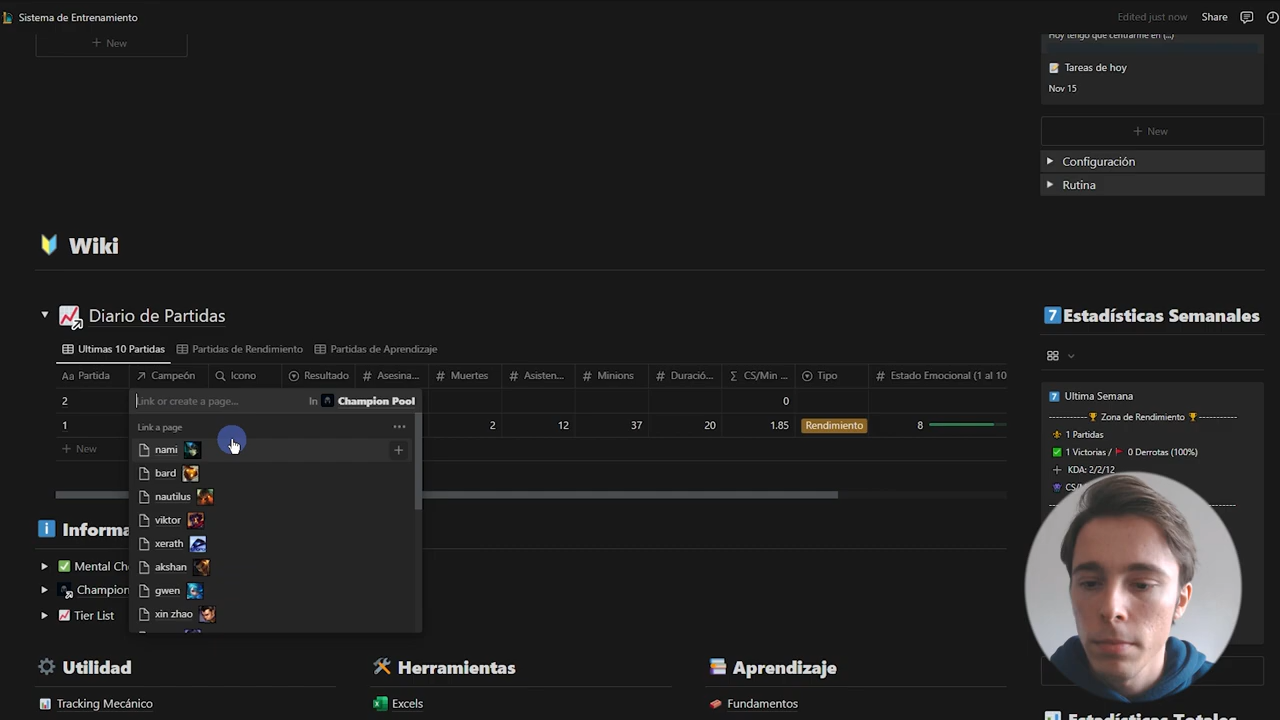 Sistema de Entrenamiento
Edited just now Share
+ New
Hoy tengo que centrarme en (...)
Tareas de hoy
Nov 15
+ New
Configuración
Rutina
Wiki
Diario de Partidas
Ultimas 10 Partidas Partidas de Rendimiento Partidas de Aprendizaje
Aa Partida Campeón Icono Resultado # Asesina... # Muertes # Asisten... # Minions # Duració... Σ CS/Min ... Tipo # Estado Emocional (1 al 10
2 Link or create a page... In Champion Pool 0
1 2 12 37 20 1.85 Rendimiento 8
+ New
Link a page
nami
bard
nautilus
viktor
xerath
akshan
gwen
xin zhao
7 Estadísticas Semanales
7 Ultima Semana
----------- Zona de Rendimiento -----------
1 Partidas
1 Victorias / 0 Derrotas (100%)
KDA: 2/2/12
Informa
Mental Ch
Champion
Tier List
Utilidad
Tracking Mecánico
Herramientas
Excels
Aprendizaje
Fundamentos
Estadísticas Totales